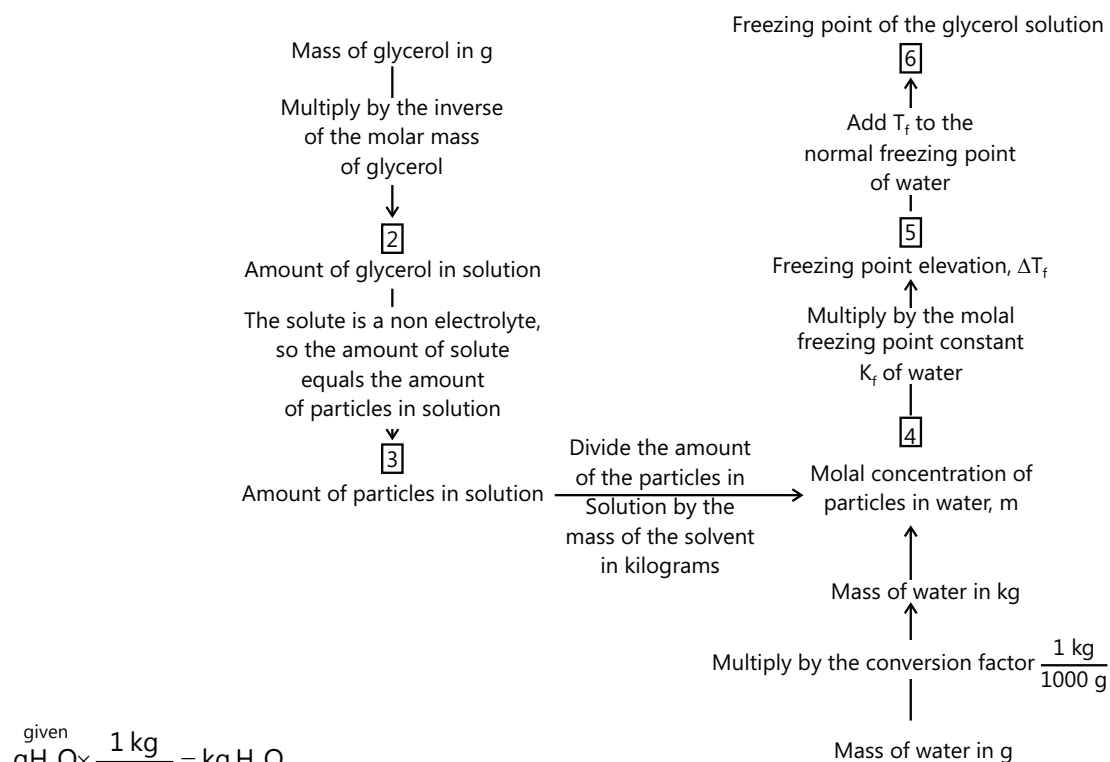 Mass of glycerol in g
Multiply by the inverse
of the molar mass
of glycerol
2
Amount of glycerol in solution
The solute is a non electrolyte,
so the amount of solute
equals the amount
of particles in solution
3
Amount of particles in solution
Divide the amount
of the particles in
Solution by the
mass of the solvent
in kilograms
Freezing point of the glycerol solution
6
Add T_f to the
normal freezing point
of water
5
Freezing point elevation, ΔT_f
Multiply by the molal
freezing point constant
K_f of water
4
Molal concentration of
particles in water, m
Mass of water in kg
Multiply by the conversion factor 1 kg / 1000 g
Mass of water in g
given
gH₂O × 1 kg = kg H₂O